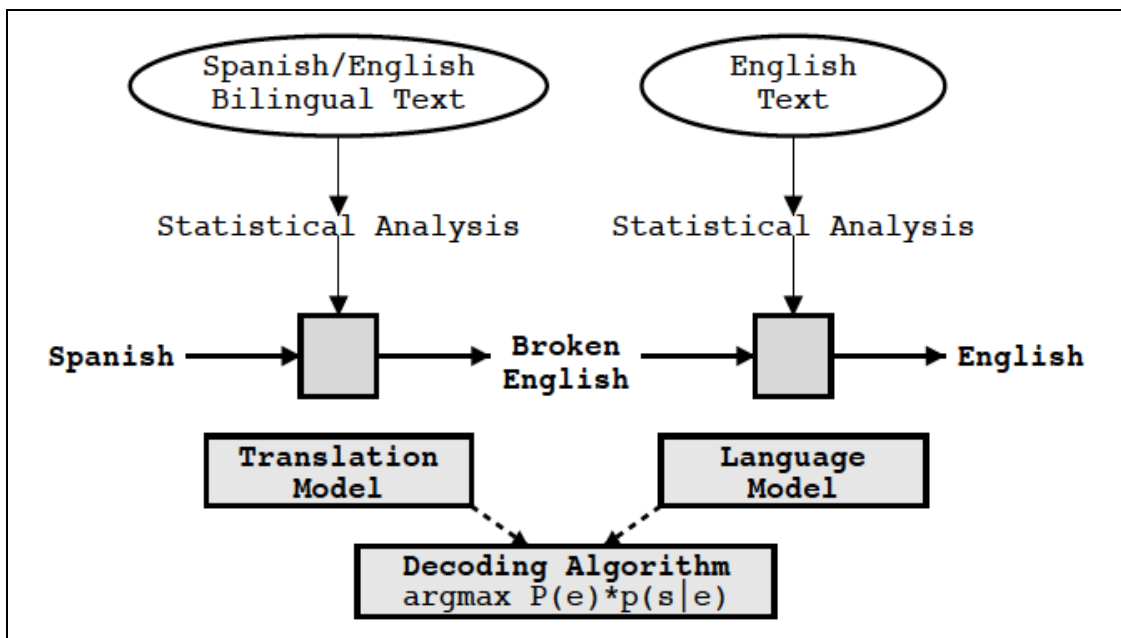 Spanish/English
Bilingual Text
English
Text
Statistical Analysis
Statistical Analysis
Spanish
Broken
English
English
Translation
Model
Language
Model
Decoding Algorithm
argmax P(e)*p(s|e)